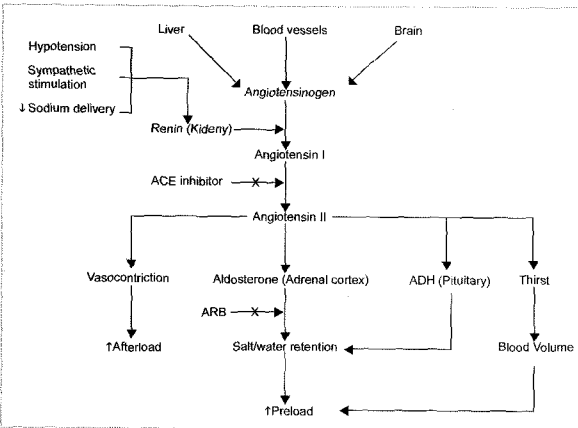 Liver
Blood vessels
Brain
Hypotension
Sympathetic
stimulation
↓ Sodium delivery
Angiotensinogen
Renin (Kideny)
Angiotensin I
ACE inhibitor
X
Angiotensin II
Vasocontriction
Aldosterone (Adrenal cortex)
ADH (Pituitary)
Thirst
ARB
X
↑Afterload
Salt/water retention
Blood Volume
↑Preload